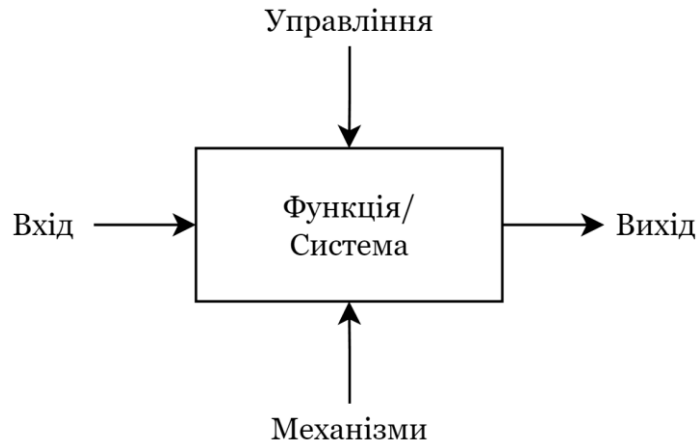 Управління
Вхід
Функція/
Система
Вихід
Механізми